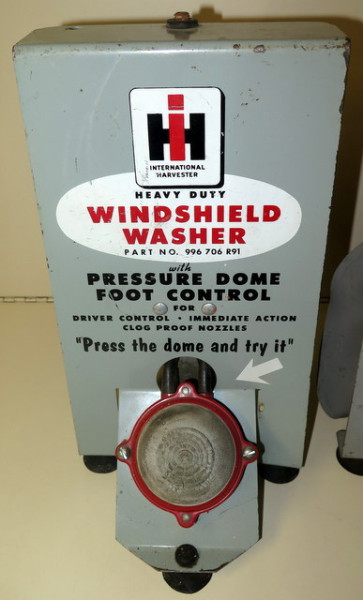 IH
INTERNATIONAL
HARVESTER
HEAVY DUTY
WINDSHIELD
WASHER
PART NO. 996 706 R91
with
PRESSURE DOME
FOOT CONTROL
FOR
DRIVER CONTROL • IMMEDIATE ACTION
CLOG PROOF NOZZLES
"Press the dome and try it"